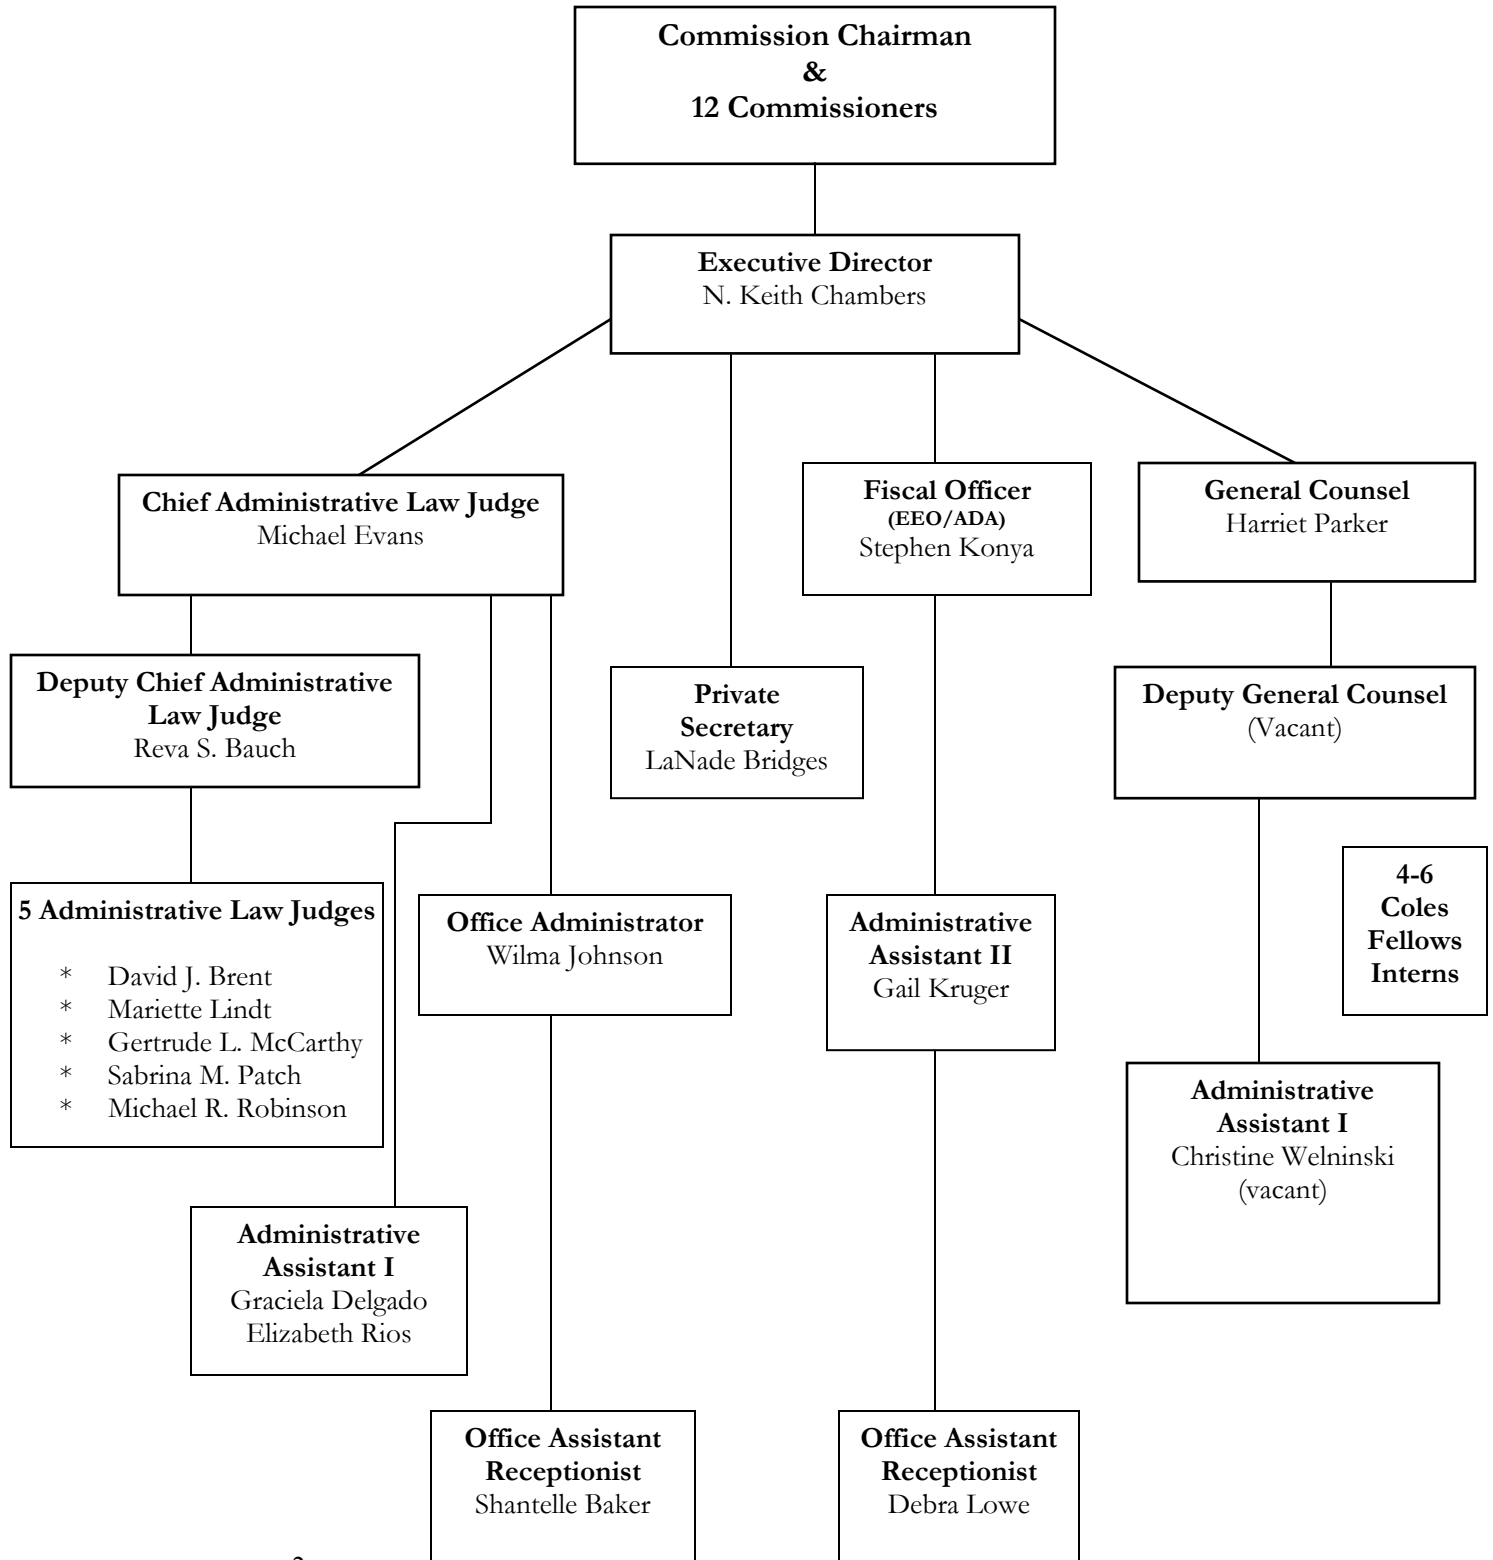 Commission Chairman
&
12 Commissioners
Executive Director
N. Keith Chambers
Chief Administrative Law Judge
Michael Evans
Fiscal Officer
(EEO/ADA)
Stephen Konya
General Counsel
Harriet Parker
Deputy Chief Administrative
Law Judge
Reva S. Bauch
Private
Secretary
LaNade Bridges
Deputy General Counsel
(Vacant)
5 Administrative Law Judges
* David J. Brent
* Mariette Lindt
* Gertrude L. McCarthy
* Sabrina M. Patch
* Michael R. Robinson
Office Administrator
Wilma Johnson
Administrative
Assistant II
Gail Kruger
4-6
Coles
Fellows
Interns
Administrative
Assistant I
Christine Welninski
(vacant)
Administrative
Assistant I
Graciela Delgado
Elizabeth Rios
Office Assistant
Receptionist
Shantelle Baker
Office Assistant
Receptionist
Debra Lowe